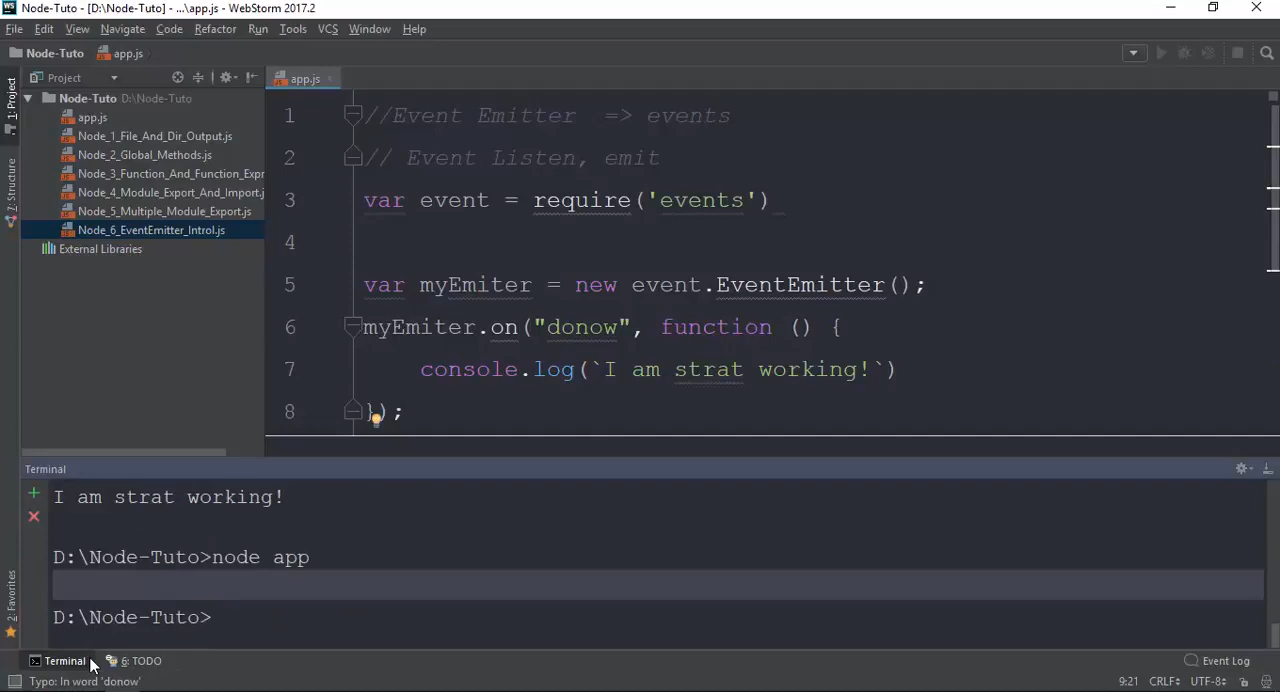 WS Node-Tuto - [D:\Node-Tuto] - ...\app.js - WebStorm 2017.2
File Edit View Navigate Code Refactor Run Tools VCS Window Help
Node-Tuto app.js
1: Project
Project
app.js
Node-Tuto D:\Node-Tuto
app.js
Node_1_File_And_Dir_Output.js
Node_2_Global_Methods.js
Node_3_Function_And_Function_Expr
Node_4_Module_Export_And_Import.j
Node_5_Multiple_Module_Export.js
Node_6_EventEmitter_Introl.js
External Libraries
Z: Structure
1 //Event Emitter => events
2 // Event Listen, emit
3 var event = require('events')
4
5 var myEmiter = new event.EventEmitter();
6 myEmiter.on("donow", function () {
7 console.log(`I am strat working!`)
8 });
Terminal
I am strat working!
D:\Node-Tuto>node app
D:\Node-Tuto>
2: Favorites
Terminal 6: TODO Event Log
Typo: In word 'donow' 9:21 CRLF UTF-8